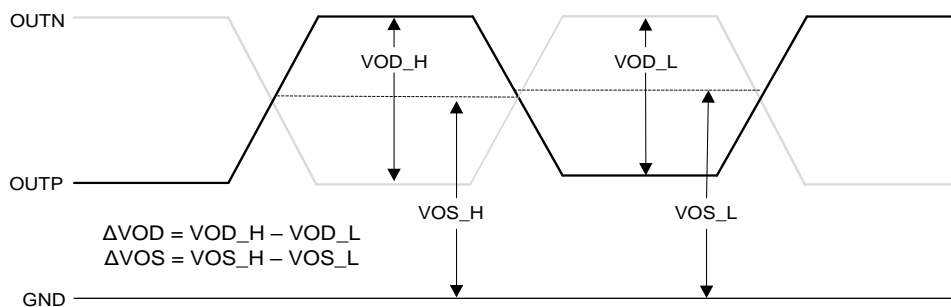 OUTN
VOD_H
VOD_L
OUTP
VOS_H
VOS_L
ΔVOD = VOD_H – VOD_L
ΔVOS = VOS_H – VOS_L
GND